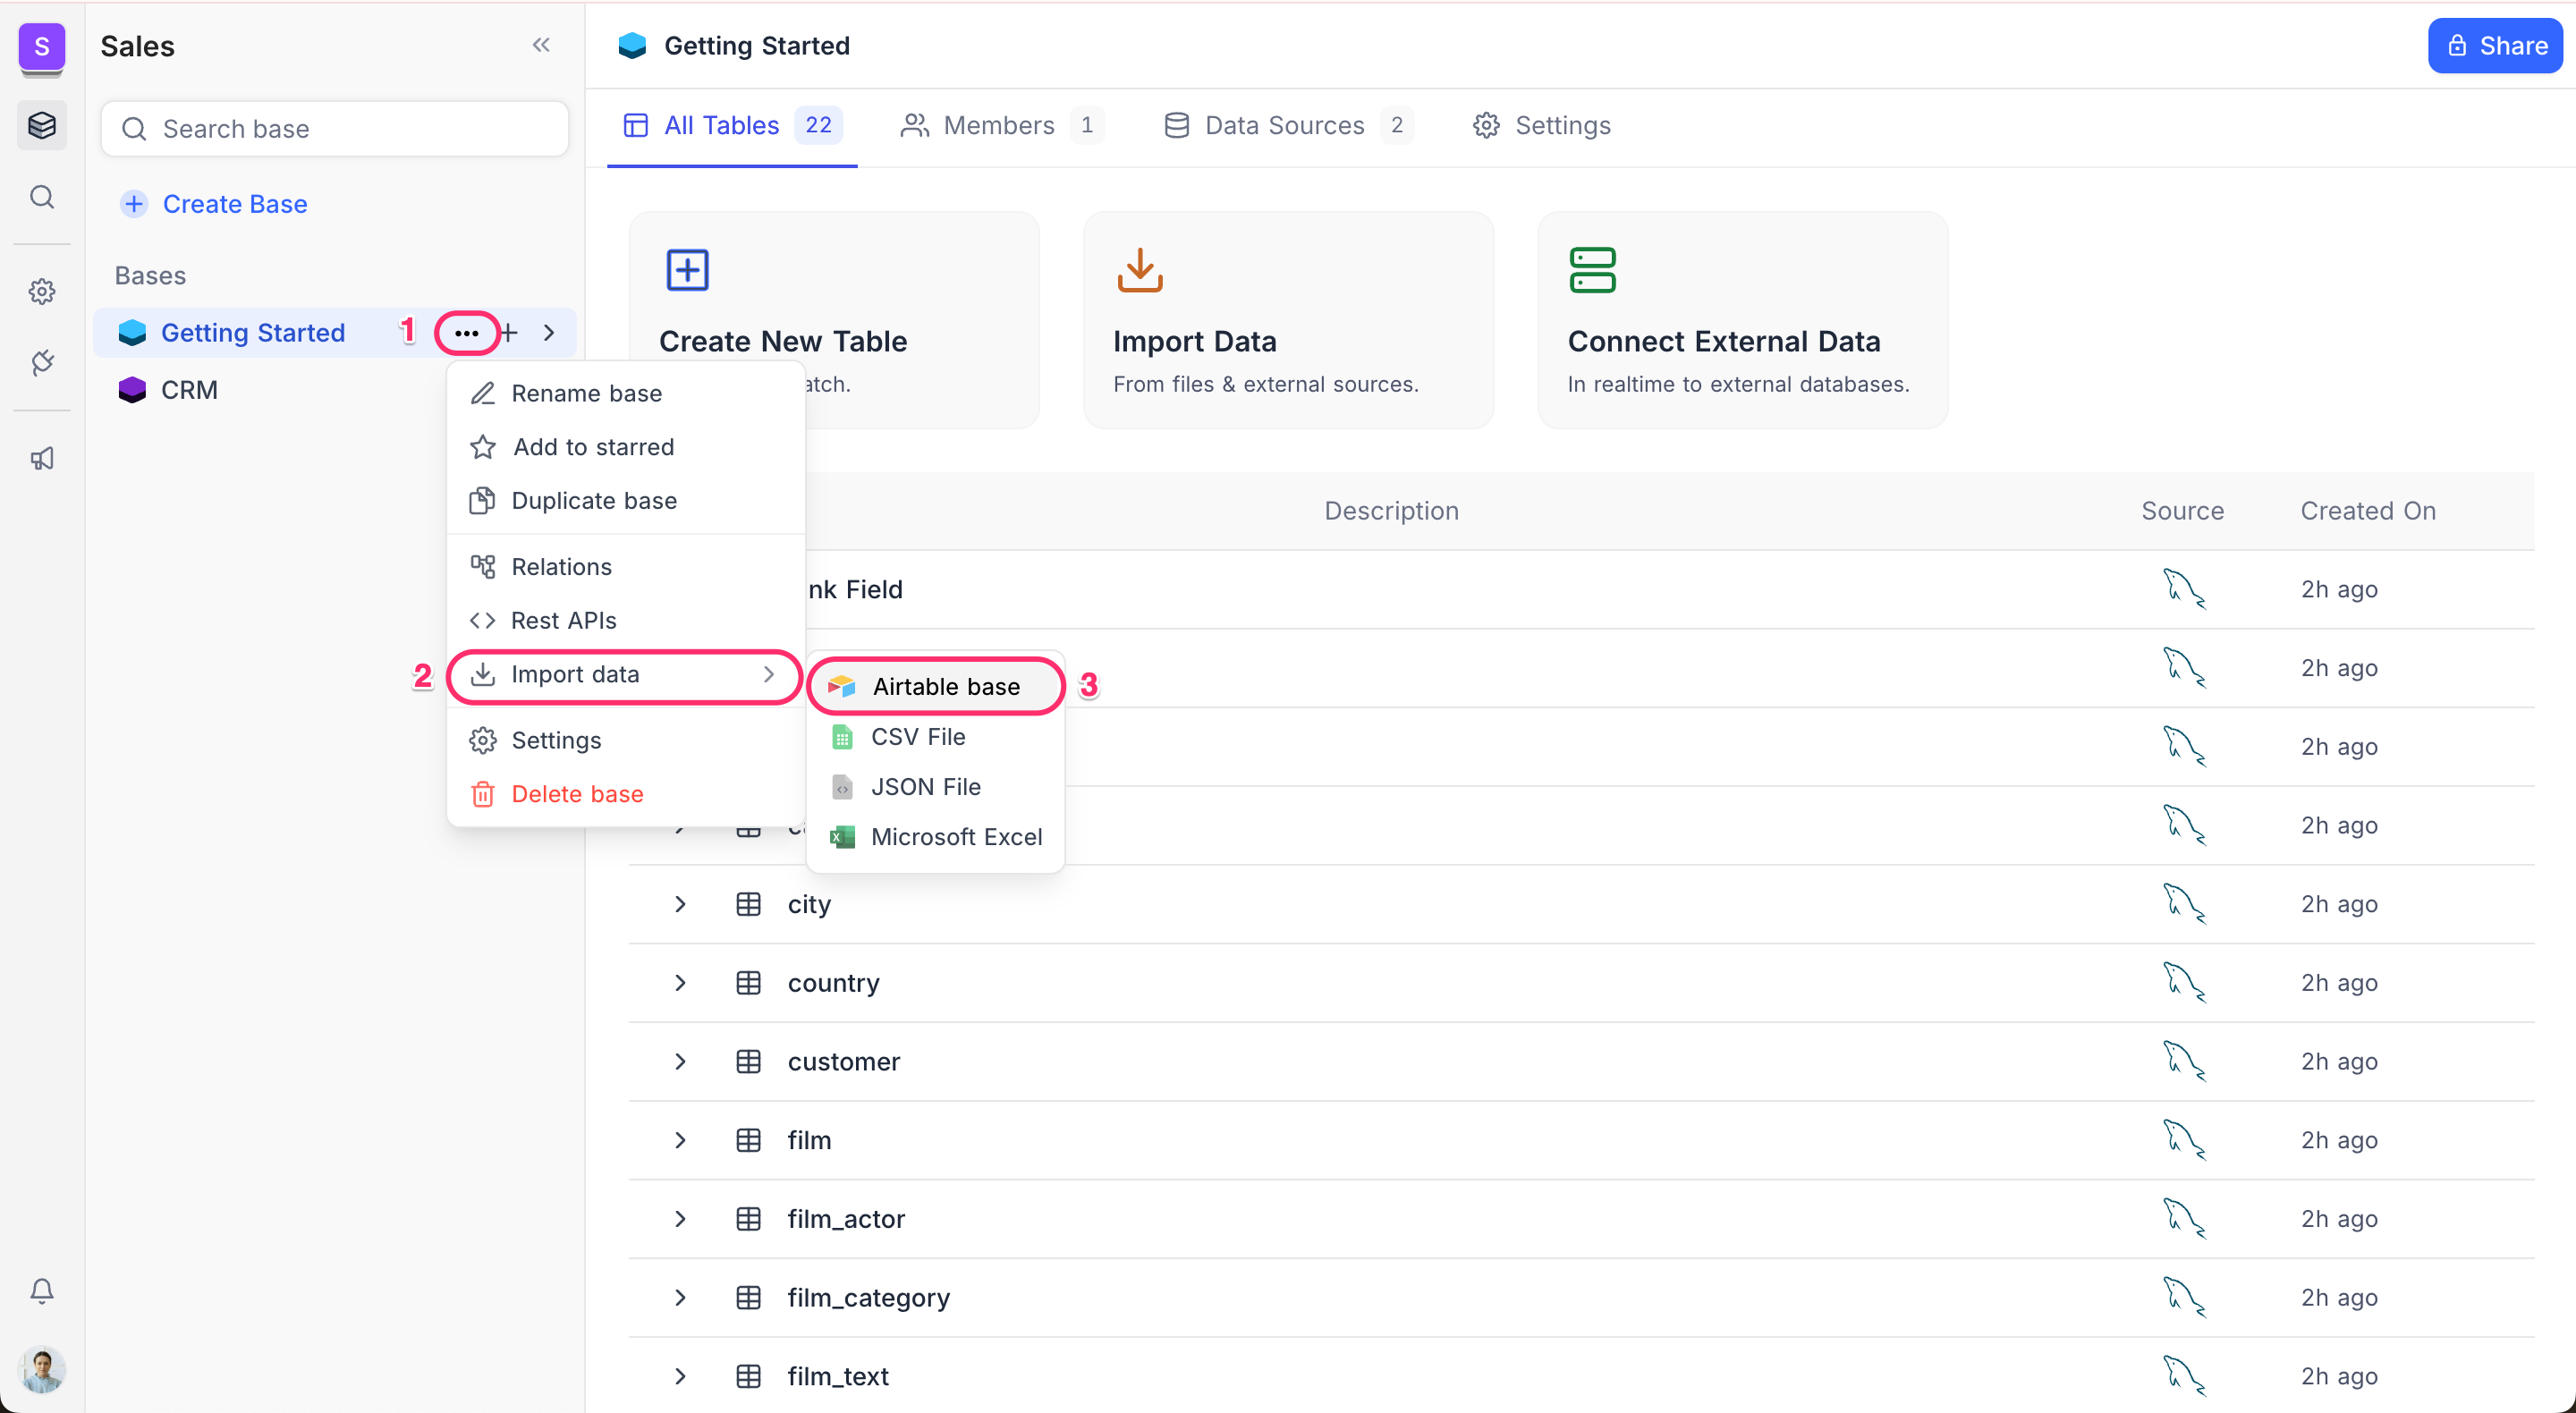 S
Sales
Search base
Create Base
Bases
Getting Started
1
CRM
Rename base
Add to starred
Duplicate base
Relations
Rest APIs
2
Import data
Settings
Delete base
Airtable base
3
CSV File
JSON File
Microsoft Excel
Getting Started
Share
All Tables 22
Members 1
Data Sources 2
Settings
Create New Table
Import Data
From files & external sources.
Connect External Data
In realtime to external databases.
Description Source Created On
Field 2h ago
2h ago
2h ago
2h ago
city 2h ago
country 2h ago
customer 2h ago
film 2h ago
film_actor 2h ago
film_category 2h ago
film_text 2h ago